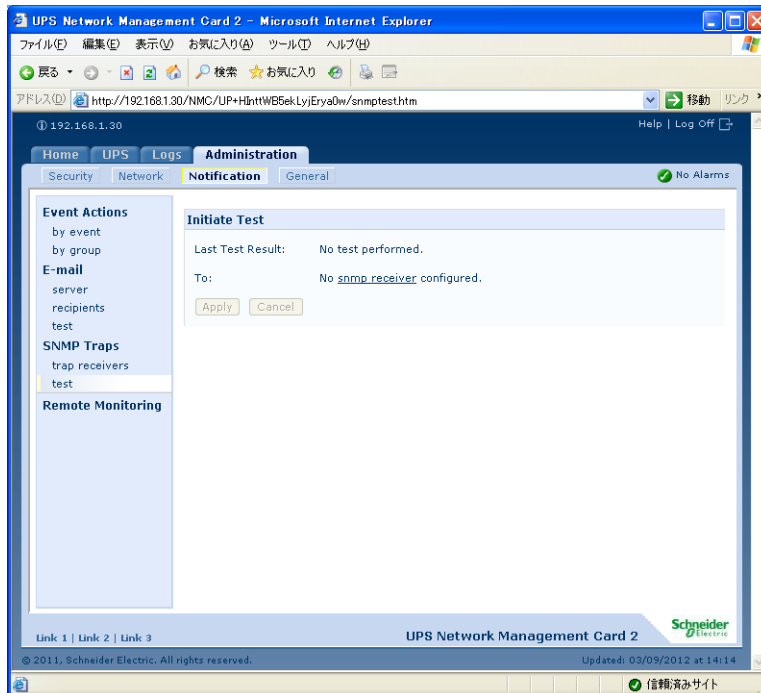 UPS Network Management Card 2 - Microsoft Internet Explorer
ファイル(F) 編集(E) 表示(V) お気に入り(A) ツール(T) ヘルプ(H)
戻る 検索 お気に入り
アドレス(D) http://192.168.1.30/NMC/UP+HInttWB5ekLyjErya0w/snmptest.htm 移動 リンク
192.168.1.30 Help | Log Off
Home UPS Logs Administration
Security Network Notification General No Alarms
Event Actions
by event
by group
E-mail
server
recipients
test
SNMP Traps
trap receivers
test
Remote Monitoring
Initiate Test
Last Test Result: No test performed.
To: No snmp receiver configured.
Apply Cancel
Link 1 | Link 2 | Link 3 UPS Network Management Card 2 Schneider Electric
© 2011, Schneider Electric. All rights reserved. Updated: 03/09/2012 at 14:14
信頼済みサイト